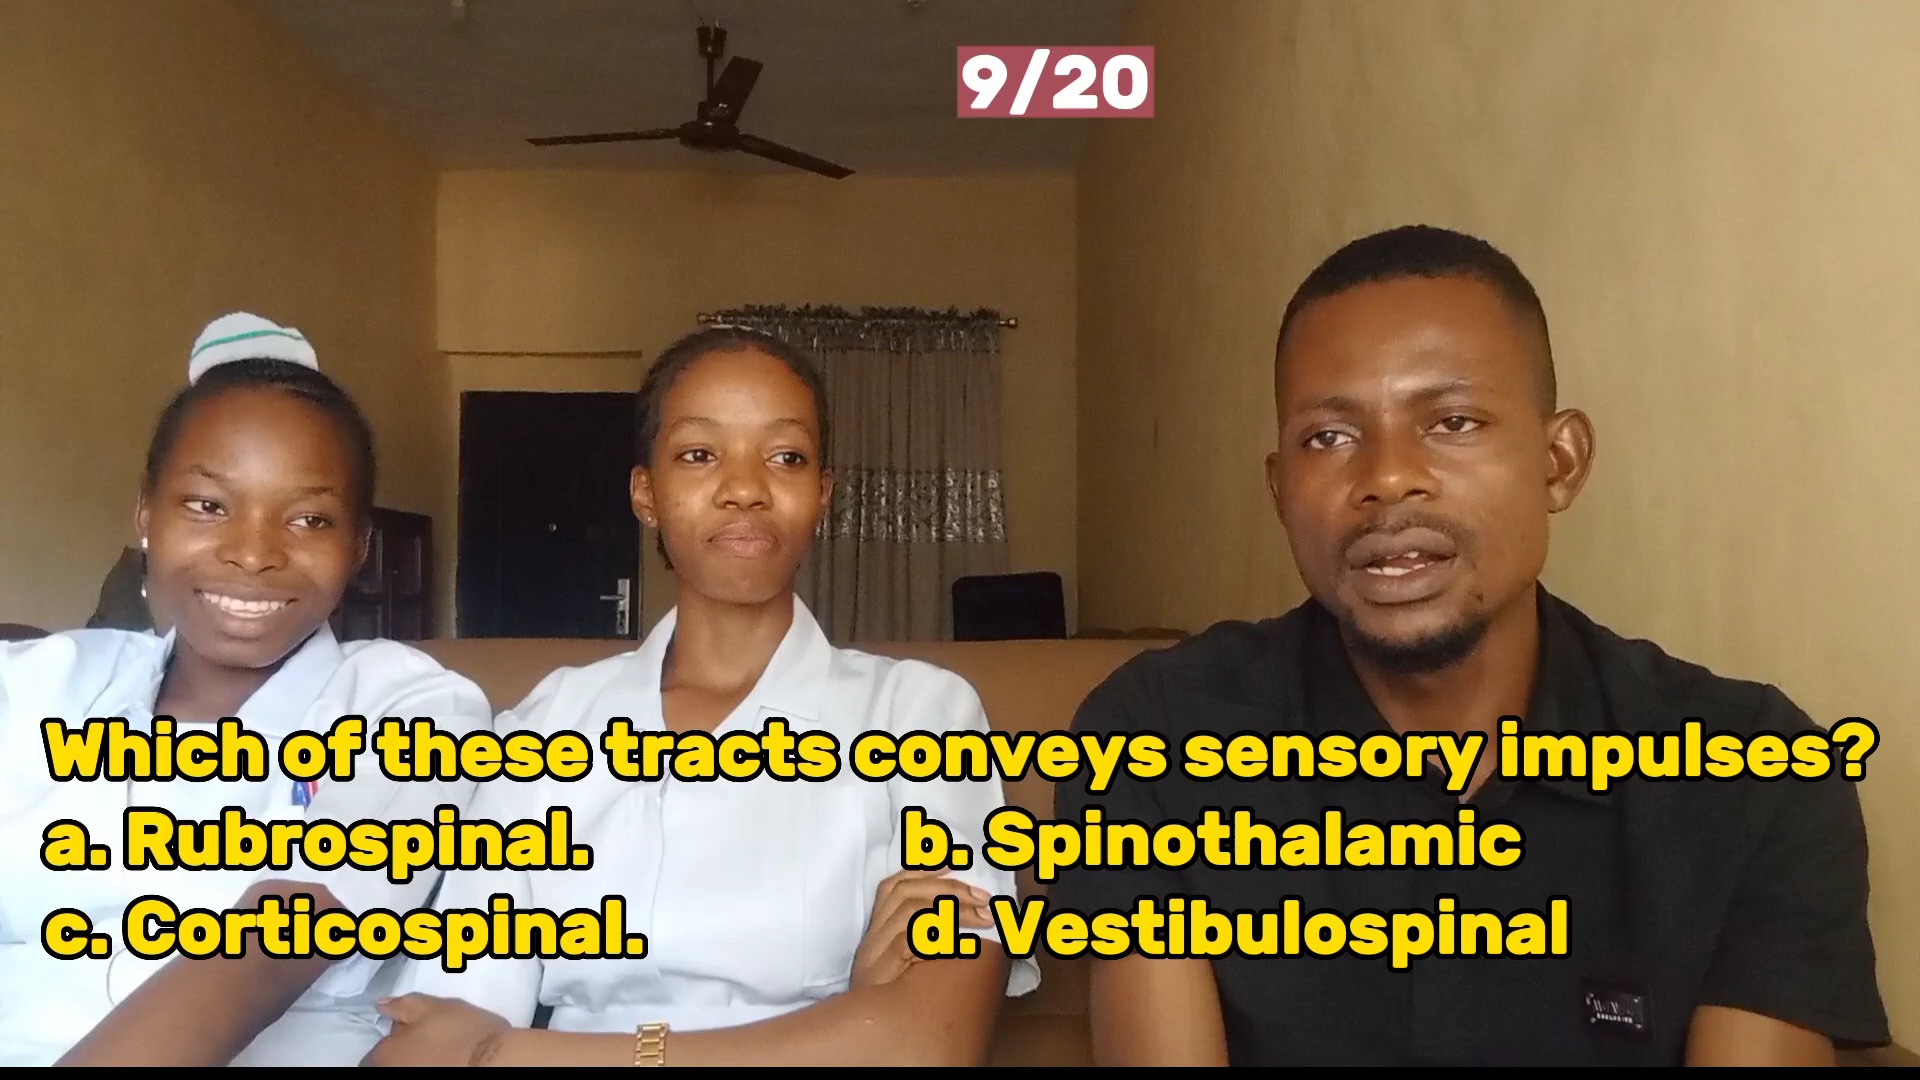 9/20
Which of these tracts conveys sensory impulses?
a. Rubrospinal. b. Spinothalamic
c. Corticospinal. d. Vestibulospinal